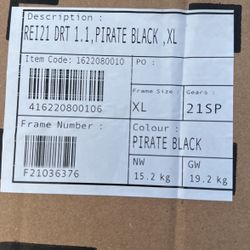 Description :
REI21 DRT 1.1,PIRATE BLACK ,XL
Item Code: 1622080010
PO :
416220800106
Frame Size
XL
Gears :
21SP
Frame Number :
F21036376
Colour :
PIRATE BLACK
NW
15.2 kg
GW
19.2 kg